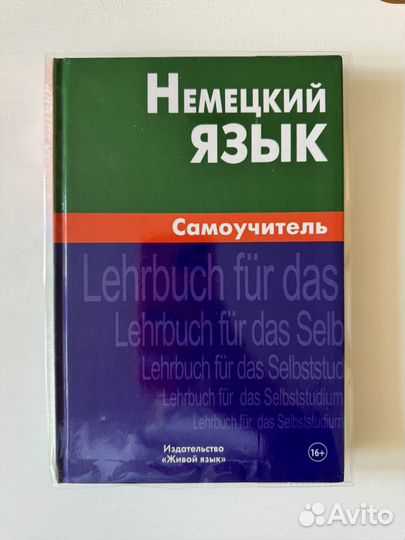 Немецкий
язык
Самоучитель
Lehrbuch für das
Lehrbuch für das Selb
Lehrbuch für das Selbststud
Lehrbuch für das Selbststudium
Lehrbuch für das Selbststudium
Издательство
«Живой язык»
16+
Avito